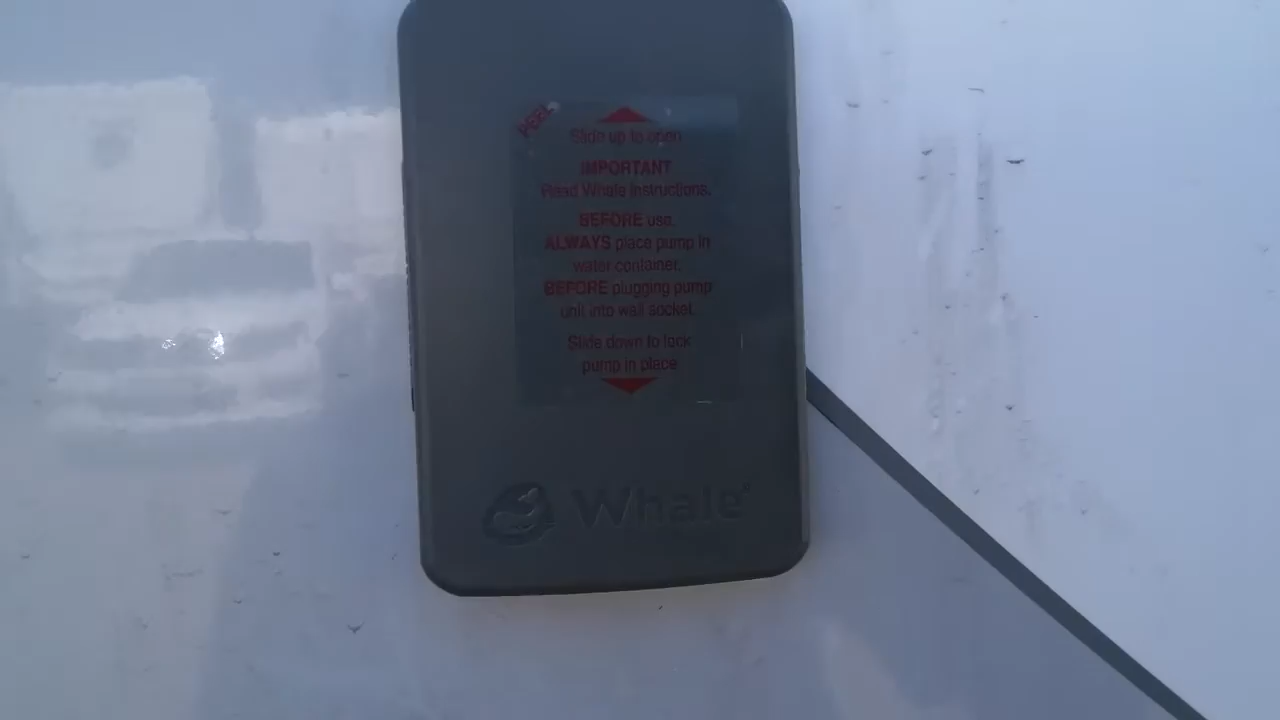 PEEL
Slide up to open
IMPORTANT
Read Whale instructions.
BEFORE use.
ALWAYS place pump in
water container.
BEFORE plugging pump
unit into wall socket.
Slide down to lock
pump in place
Whale®